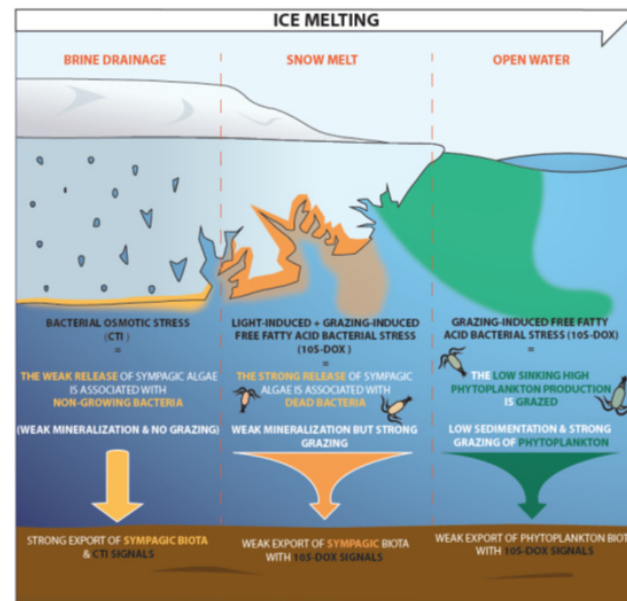 ICE MELTING
BRINE DRAINAGE
SNOW MELT
OPEN WATER
BACTERIAL OSMOTIC STRESS
(CTI)
=
THE WEAK RELEASE OF SYMPAGIC ALGAE
IS ASSOCIATED WITH
NON-GROWING BACTERIA
(WEAK MINERALIZATION & NO GRAZING)
STRONG EXPORT OF SYMPAGIC BIOTA
& CTI SIGNALS
LIGHT-INDUCED + GRAZING-INDUCED
FREE FATTY ACID BACTERIAL STRESS
(10S-DOX)
=
THE STRONG RELEASE OF SYMPAGIC
ALGAE IS ASSOCIATED WITH
DEAD BACTERIA
WEAK MINERALIZATION BUT STRONG
GRAZING
WEAK EXPORT OF SYMPAGIC BIOTA
WITH 10S-DOX SIGNALS
GRAZING-INDUCED FREE FATTY
ACID BACTERIAL STRESS (10S-DOX)
=
THE LOW SINKING HIGH
PHYTOPLANKTON PRODUCTION
IS GRAZED
LOW SEDIMENTATION & STRONG
GRAZING OF PHYTOPLANKTON
WEAK EXPORT OF PHYTOPLANKTON BIOT
WITH 10S-DOX SIGNALS